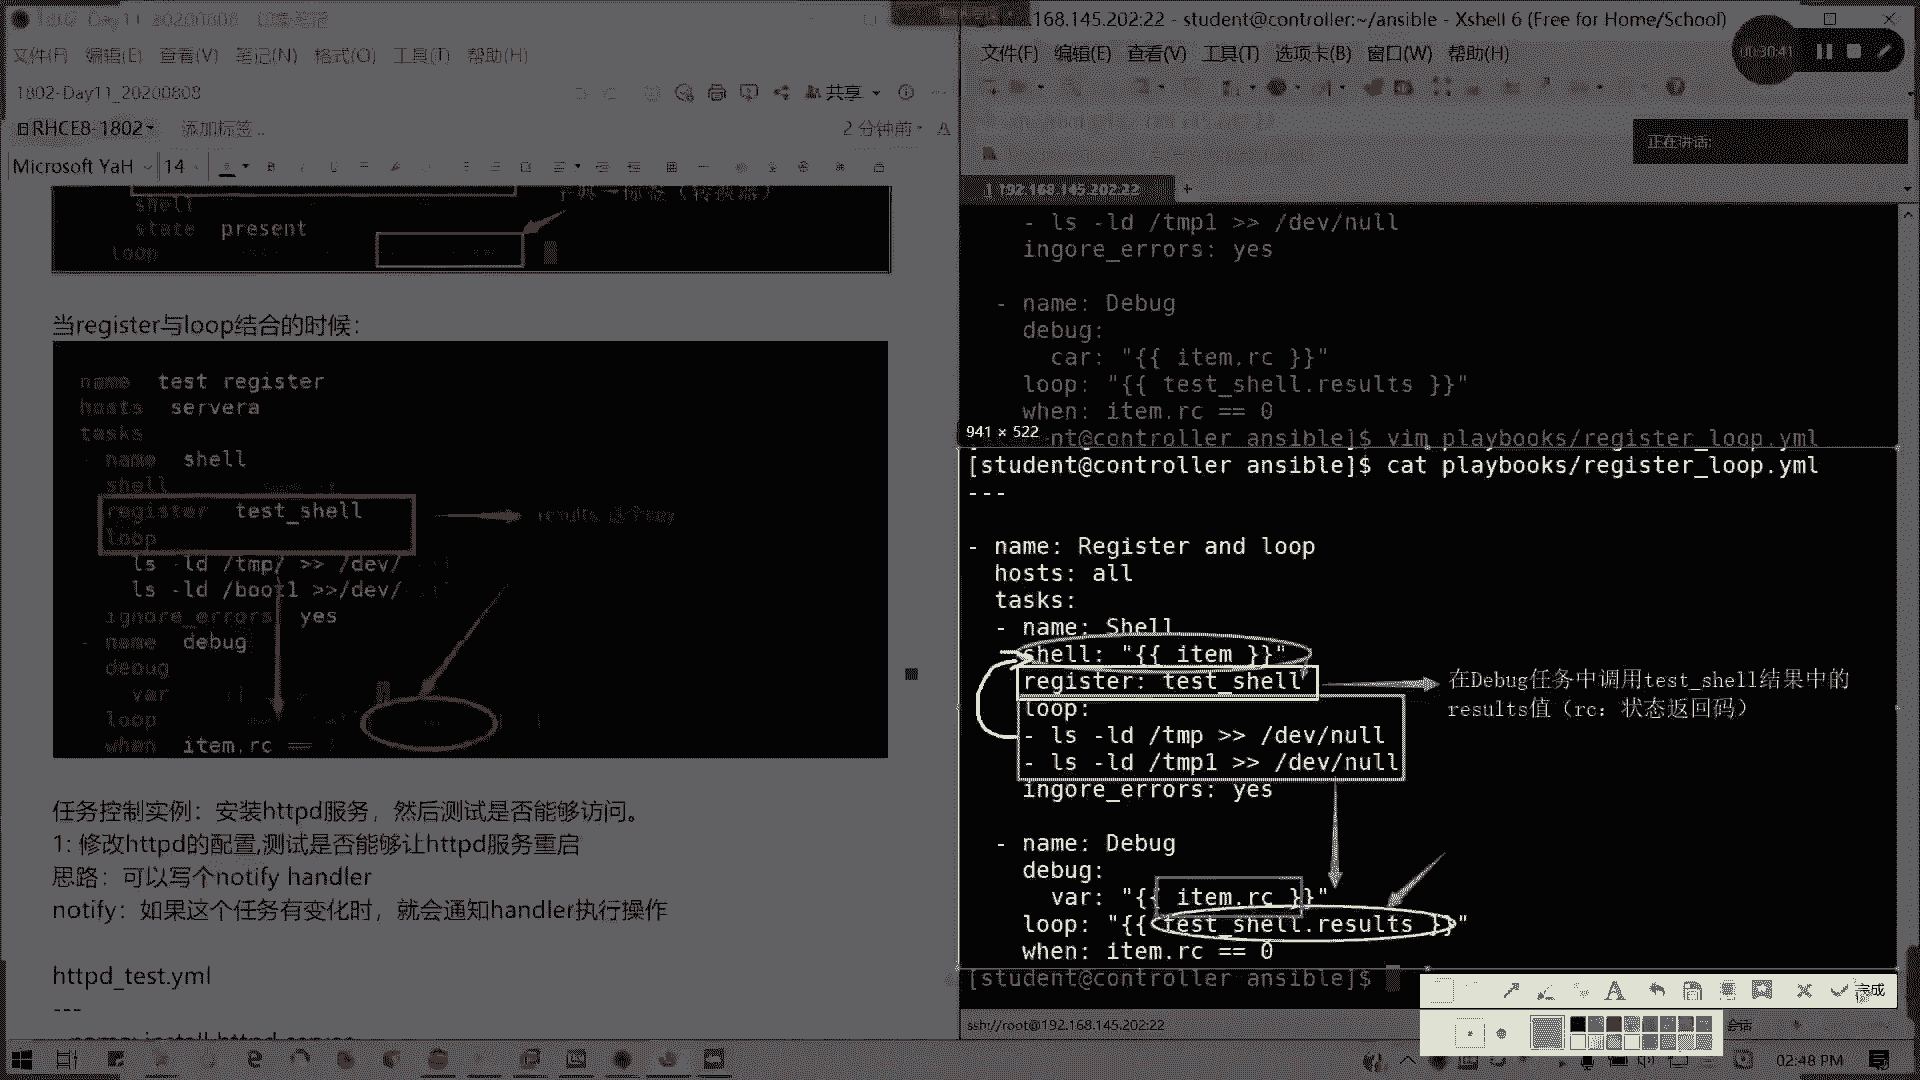 1802-Day11_20200808
文件(F) 编辑(E) 查看(V) 笔记(N) 格式(O) 工具(T) 帮助(H)
1802-Day11_20200808
共享
RHCE8-1802
添加标签..
2 分钟前
Microsoft YaH
14
shell
state present
loop
当register与loop结合的时候：
name test register
hosts servera
tasks
- name shell
shell
register test_shell
loop
ls -ld /tmp/ >> /dev/
ls -ld /boot1 >>/dev/
ignore_errors yes
- name debug
debug
var
loop
when item.rc ==
任务控制实例：安装httpd服务，然后测试是否能够访问。
1: 修改httpd的配置,测试是否能够让httpd服务重启
思路：可以写个notify handler
notify：如果这个任务有变化时，就会通知handler执行操作
httpd_test.yml
---
168.145.202:22 - student@controller:~/ansible - Xshell 6 (Free for Home/School)
文件(F) 编辑(E) 查看(V) 工具(T) 选项卡(B) 窗口(W) 帮助(H)
00:30:41
正在讲话:
1 192.168.145.202:22
+
- ls -ld /tmp1 >> /dev/null
ingore_errors: yes
- name: Debug
debug:
car: "{{ item.rc }}"
loop: "{{ test_shell.results }}"
when: item.rc == 0
941 × 522
nt@controller ansible]$ vim playbooks/register_loop.yml
[student@controller ansible]$ cat playbooks/register_loop.yml
---
- name: Register and loop
hosts: all
tasks:
- name: Shell
shell: "{{ item }}"
register: test_shell
loop:
- ls -ld /tmp >> /dev/null
- ls -ld /tmp1 >> /dev/null
ingore_errors: yes
在Debug任务中调用test_shell结果中的
results值（rc：状态返回码）
- name: Debug
debug:
var: "{{ item.rc }}"
loop: "{{ test_shell.results }}"
when: item.rc == 0
[student@controller ansible]$
完成
ssh://root@192.168.145.202:22
02:48 PM